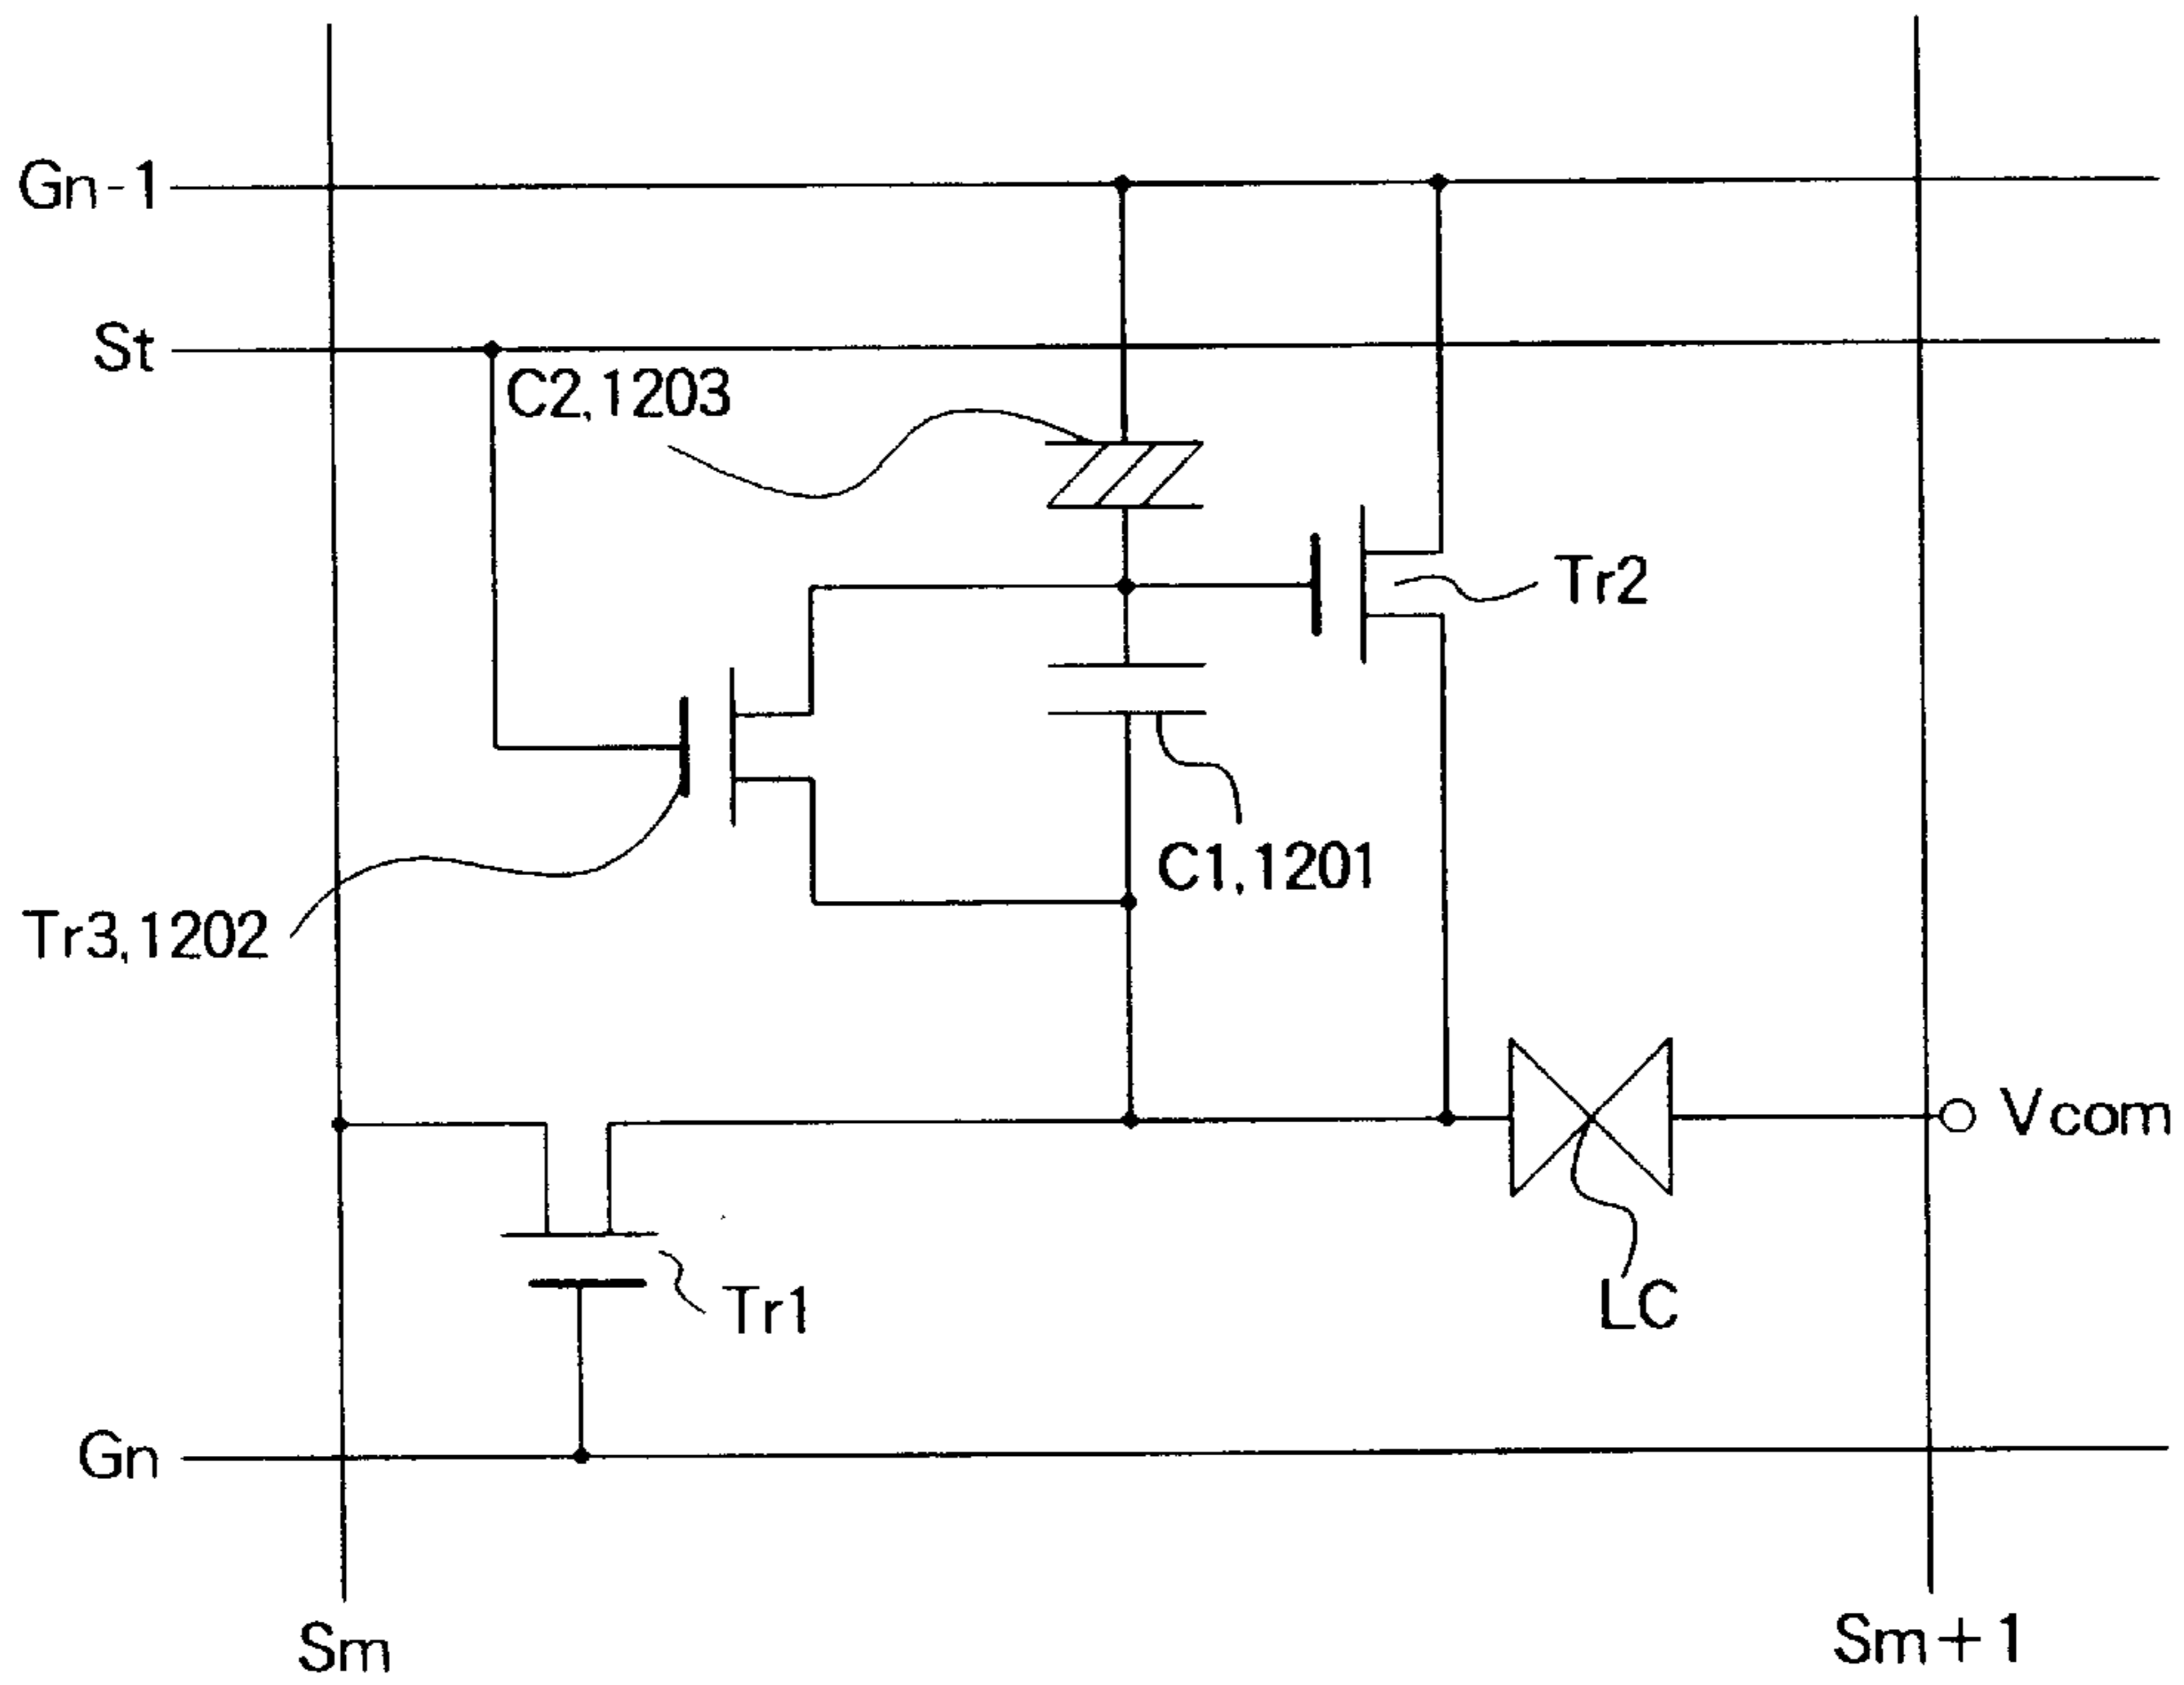 Gn-1
St
C2,1203
Tr2
C1,1201
Tr3,1202
Vcom
Tr1
LC
Gn
Sm
Sm+1